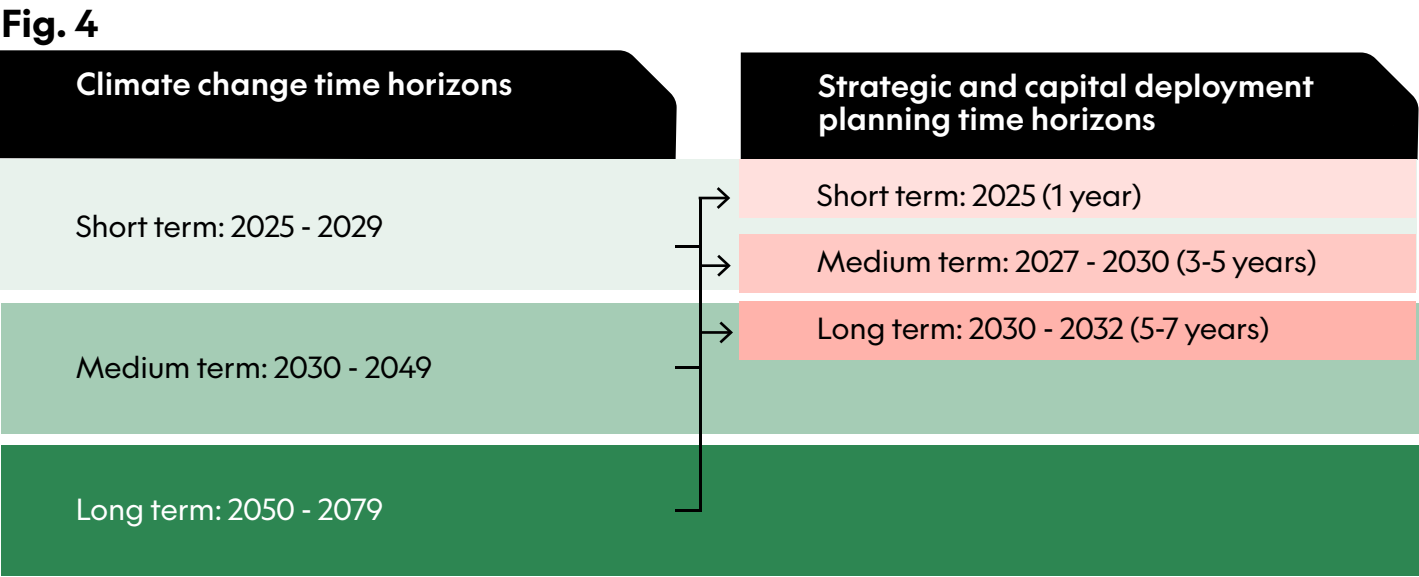 Fig. 4
Climate change time horizons
Strategic and capital deployment
planning time horizons
Short term: 2025 - 2029
Medium term: 2030 - 2049
Long term: 2050 - 2079
Short term: 2025 (1 year)
Medium term: 2027 - 2030 (3-5 years)
Long term: 2030 - 2032 (5-7 years)